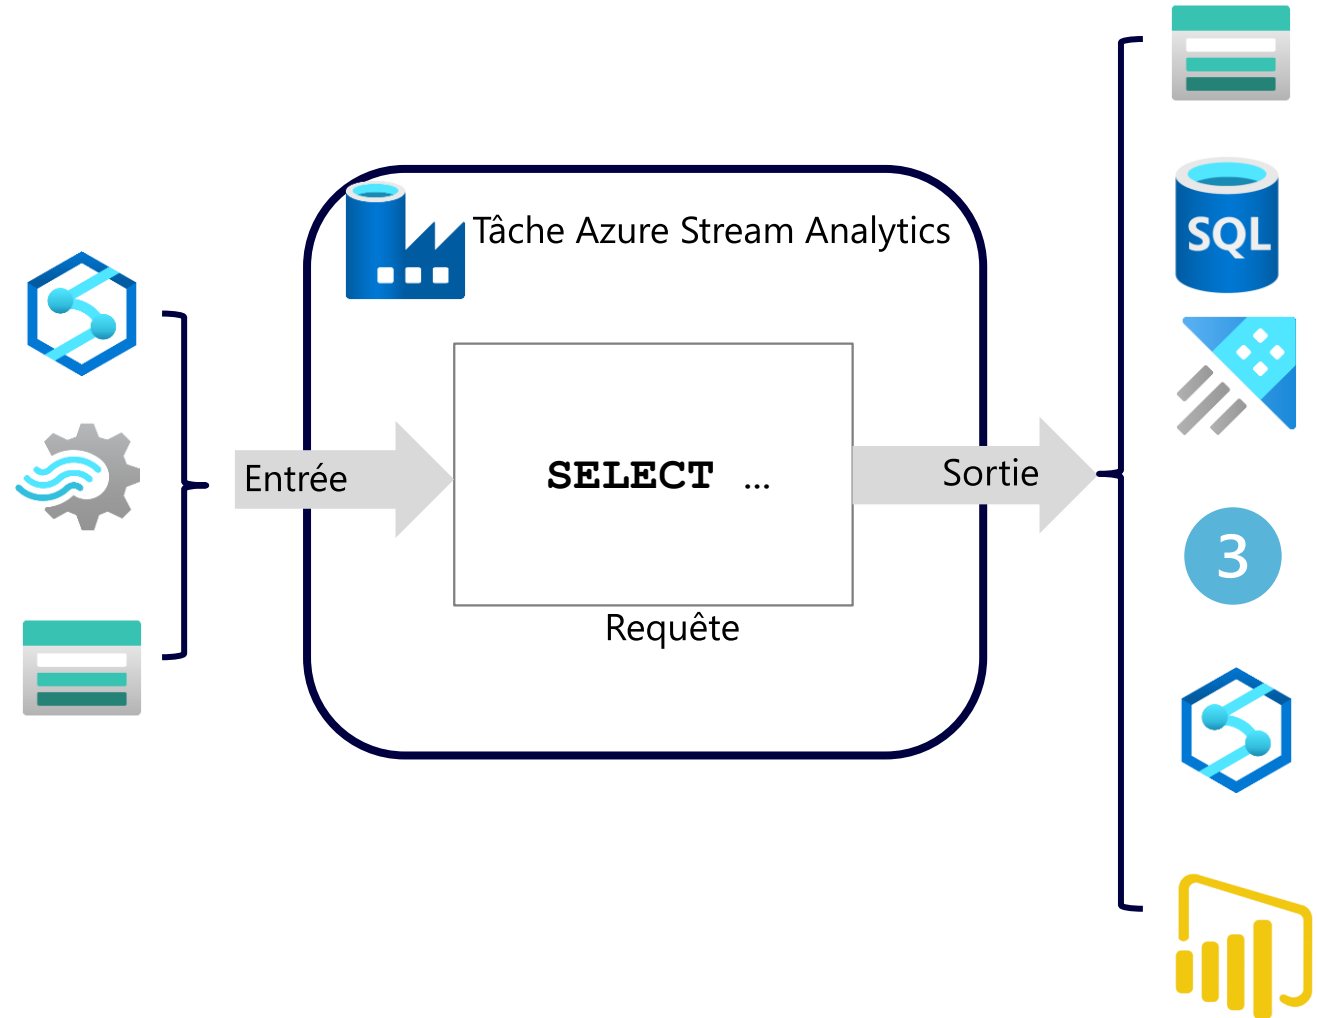 Tâche Azure Stream Analytics
SQL
Entrée
SELECT ...
Sortie
3
Requête